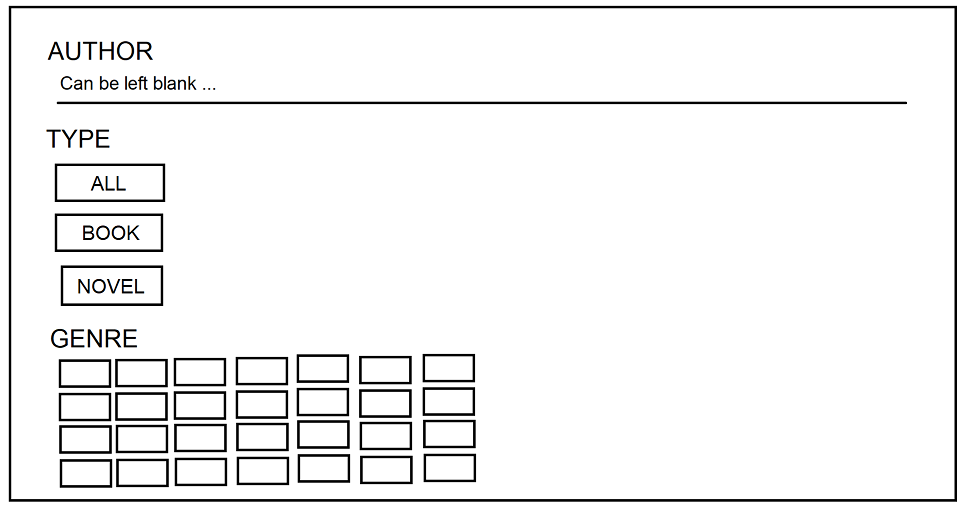 AUTHOR
Can be left blank ...
TYPE
ALL
BOOK
NOVEL
GENRE